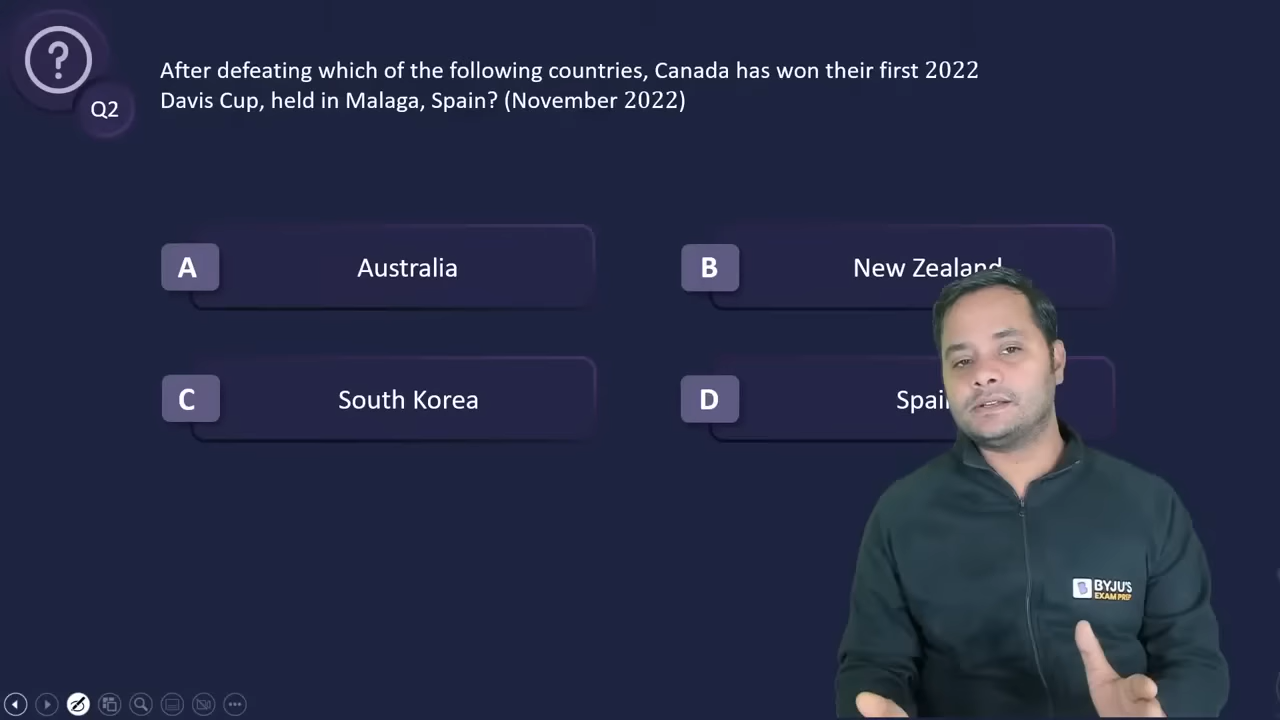 ?
Q2
After defeating which of the following countries, Canada has won their first 2022
Davis Cup, held in Malaga, Spain? (November 2022)
A
Australia
B
New Zealand
C
South Korea
D
BYJU'S
EXAM PREP